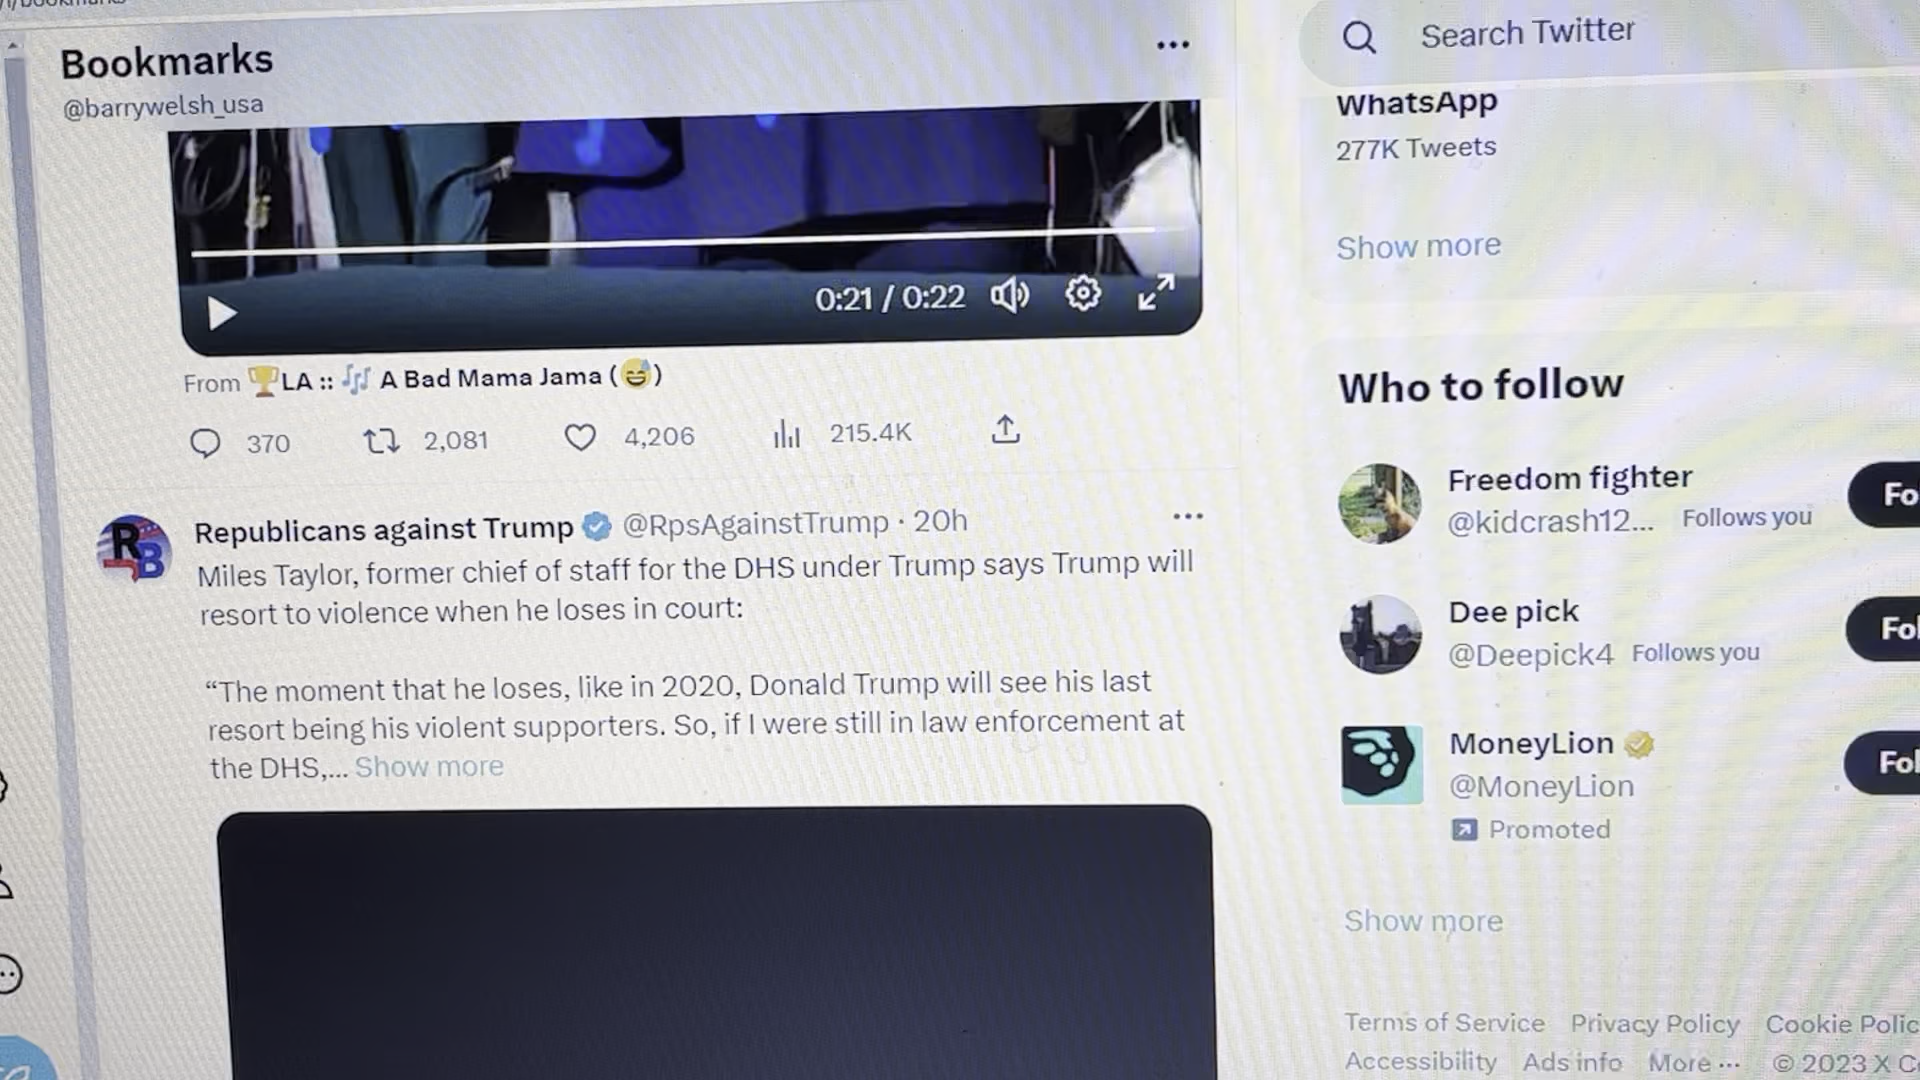 Bookmarks
@barrywelsh_usa
0:21 / 0:22
From 🏆LA :: 🎶 A Bad Mama Jama (😅)
370 2,081 4,206 215.4K
Republicans against Trump @RpsAgainstTrump · 20h
Miles Taylor, former chief of staff for the DHS under Trump says Trump will
resort to violence when he loses in court:
“The moment that he loses, like in 2020, Donald Trump will see his last
resort being his violent supporters. So, if I were still in law enforcement at
the DHS,... Show more
Search Twitter
WhatsApp
277K Tweets
Show more
Who to follow
Freedom fighter
@kidcrash12... Follows you
Fo
Dee pick
@Deepick4 Follows you
Fol
MoneyLion
@MoneyLion
Fol
Promoted
Show more
Terms of Service Privacy Policy Cookie Polic
Accessibility Ads info More ··· © 2023 X C